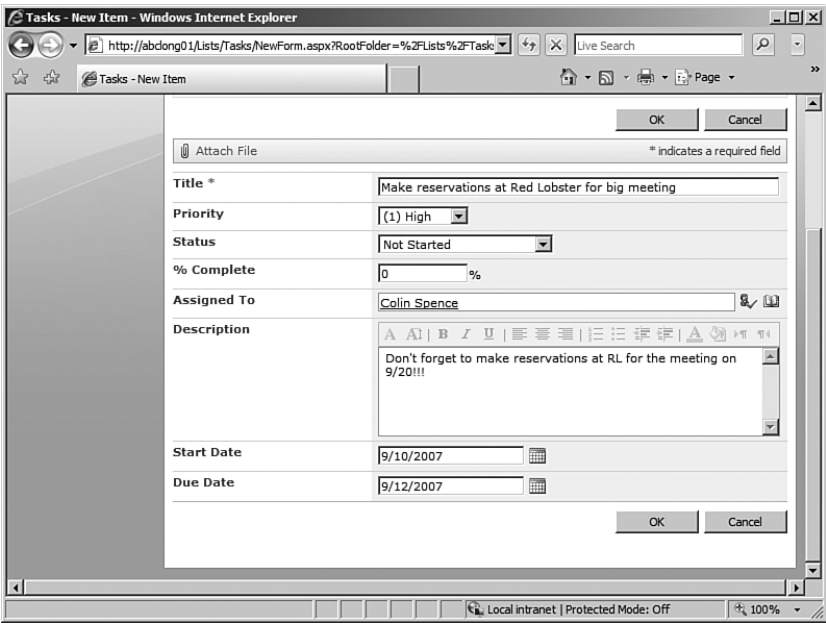 Tasks - New Item - Windows Internet Explorer
http://abclong01/Lists/Tasks/NewForm.aspx?RootFolder=%2FLists%2FTask
Live Search
Tasks - New Item
Page
OK Cancel
Attach File * indicates a required field
Title * Make reservations at Red Lobster for big meeting
Priority (1) High
Status Not Started
% Complete 0 %
Assigned To Colin Spence
Description
A A B I U A
Don't forget to make reservations at RL for the meeting on
9/20!!!
Start Date 9/10/2007
Due Date 9/12/2007
OK Cancel
Local intranet | Protected Mode: Off 100%